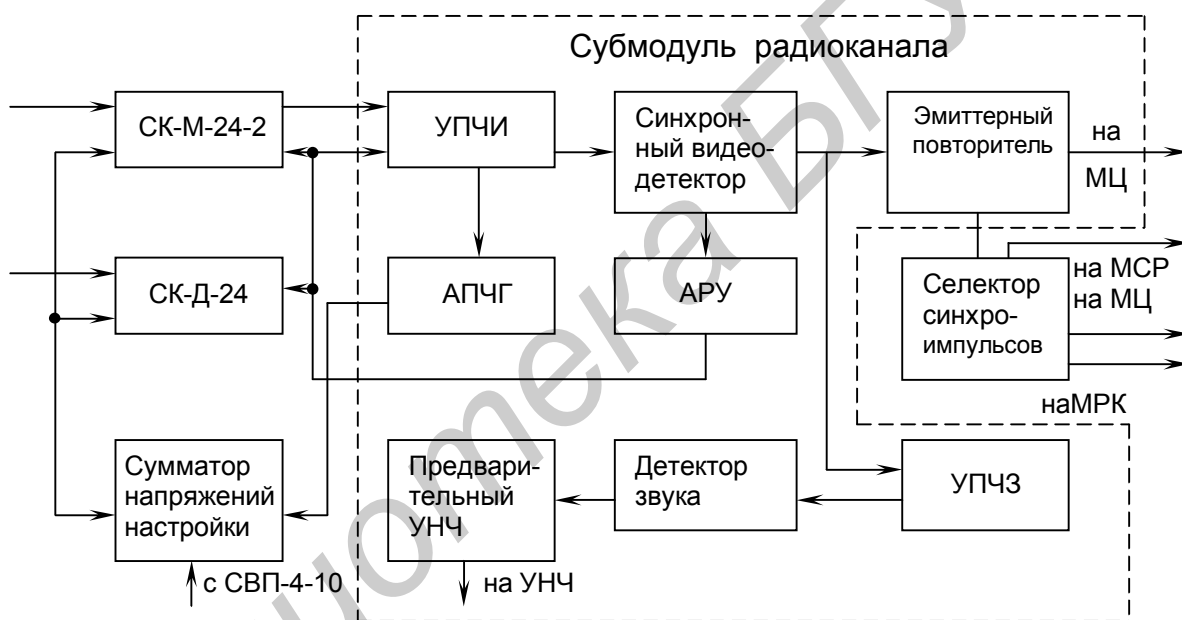 Субмодуль радиоканала
СК-М-24-2
УПЧИ
Синхрон-
ный видео-
детектор
Эмиттерный
повторитель
на
МЦ
СК-Д-24
АПЧГ
АРУ
Селектор
синхро-
импульсов
на МСР
на МЦ
наМРК
Сумматор
напряжений
настройки
Предвари-
тельный
УНЧ
Детектор
звука
УПЧЗ
с СВП-4-10
на УНЧ
иотека БГУ